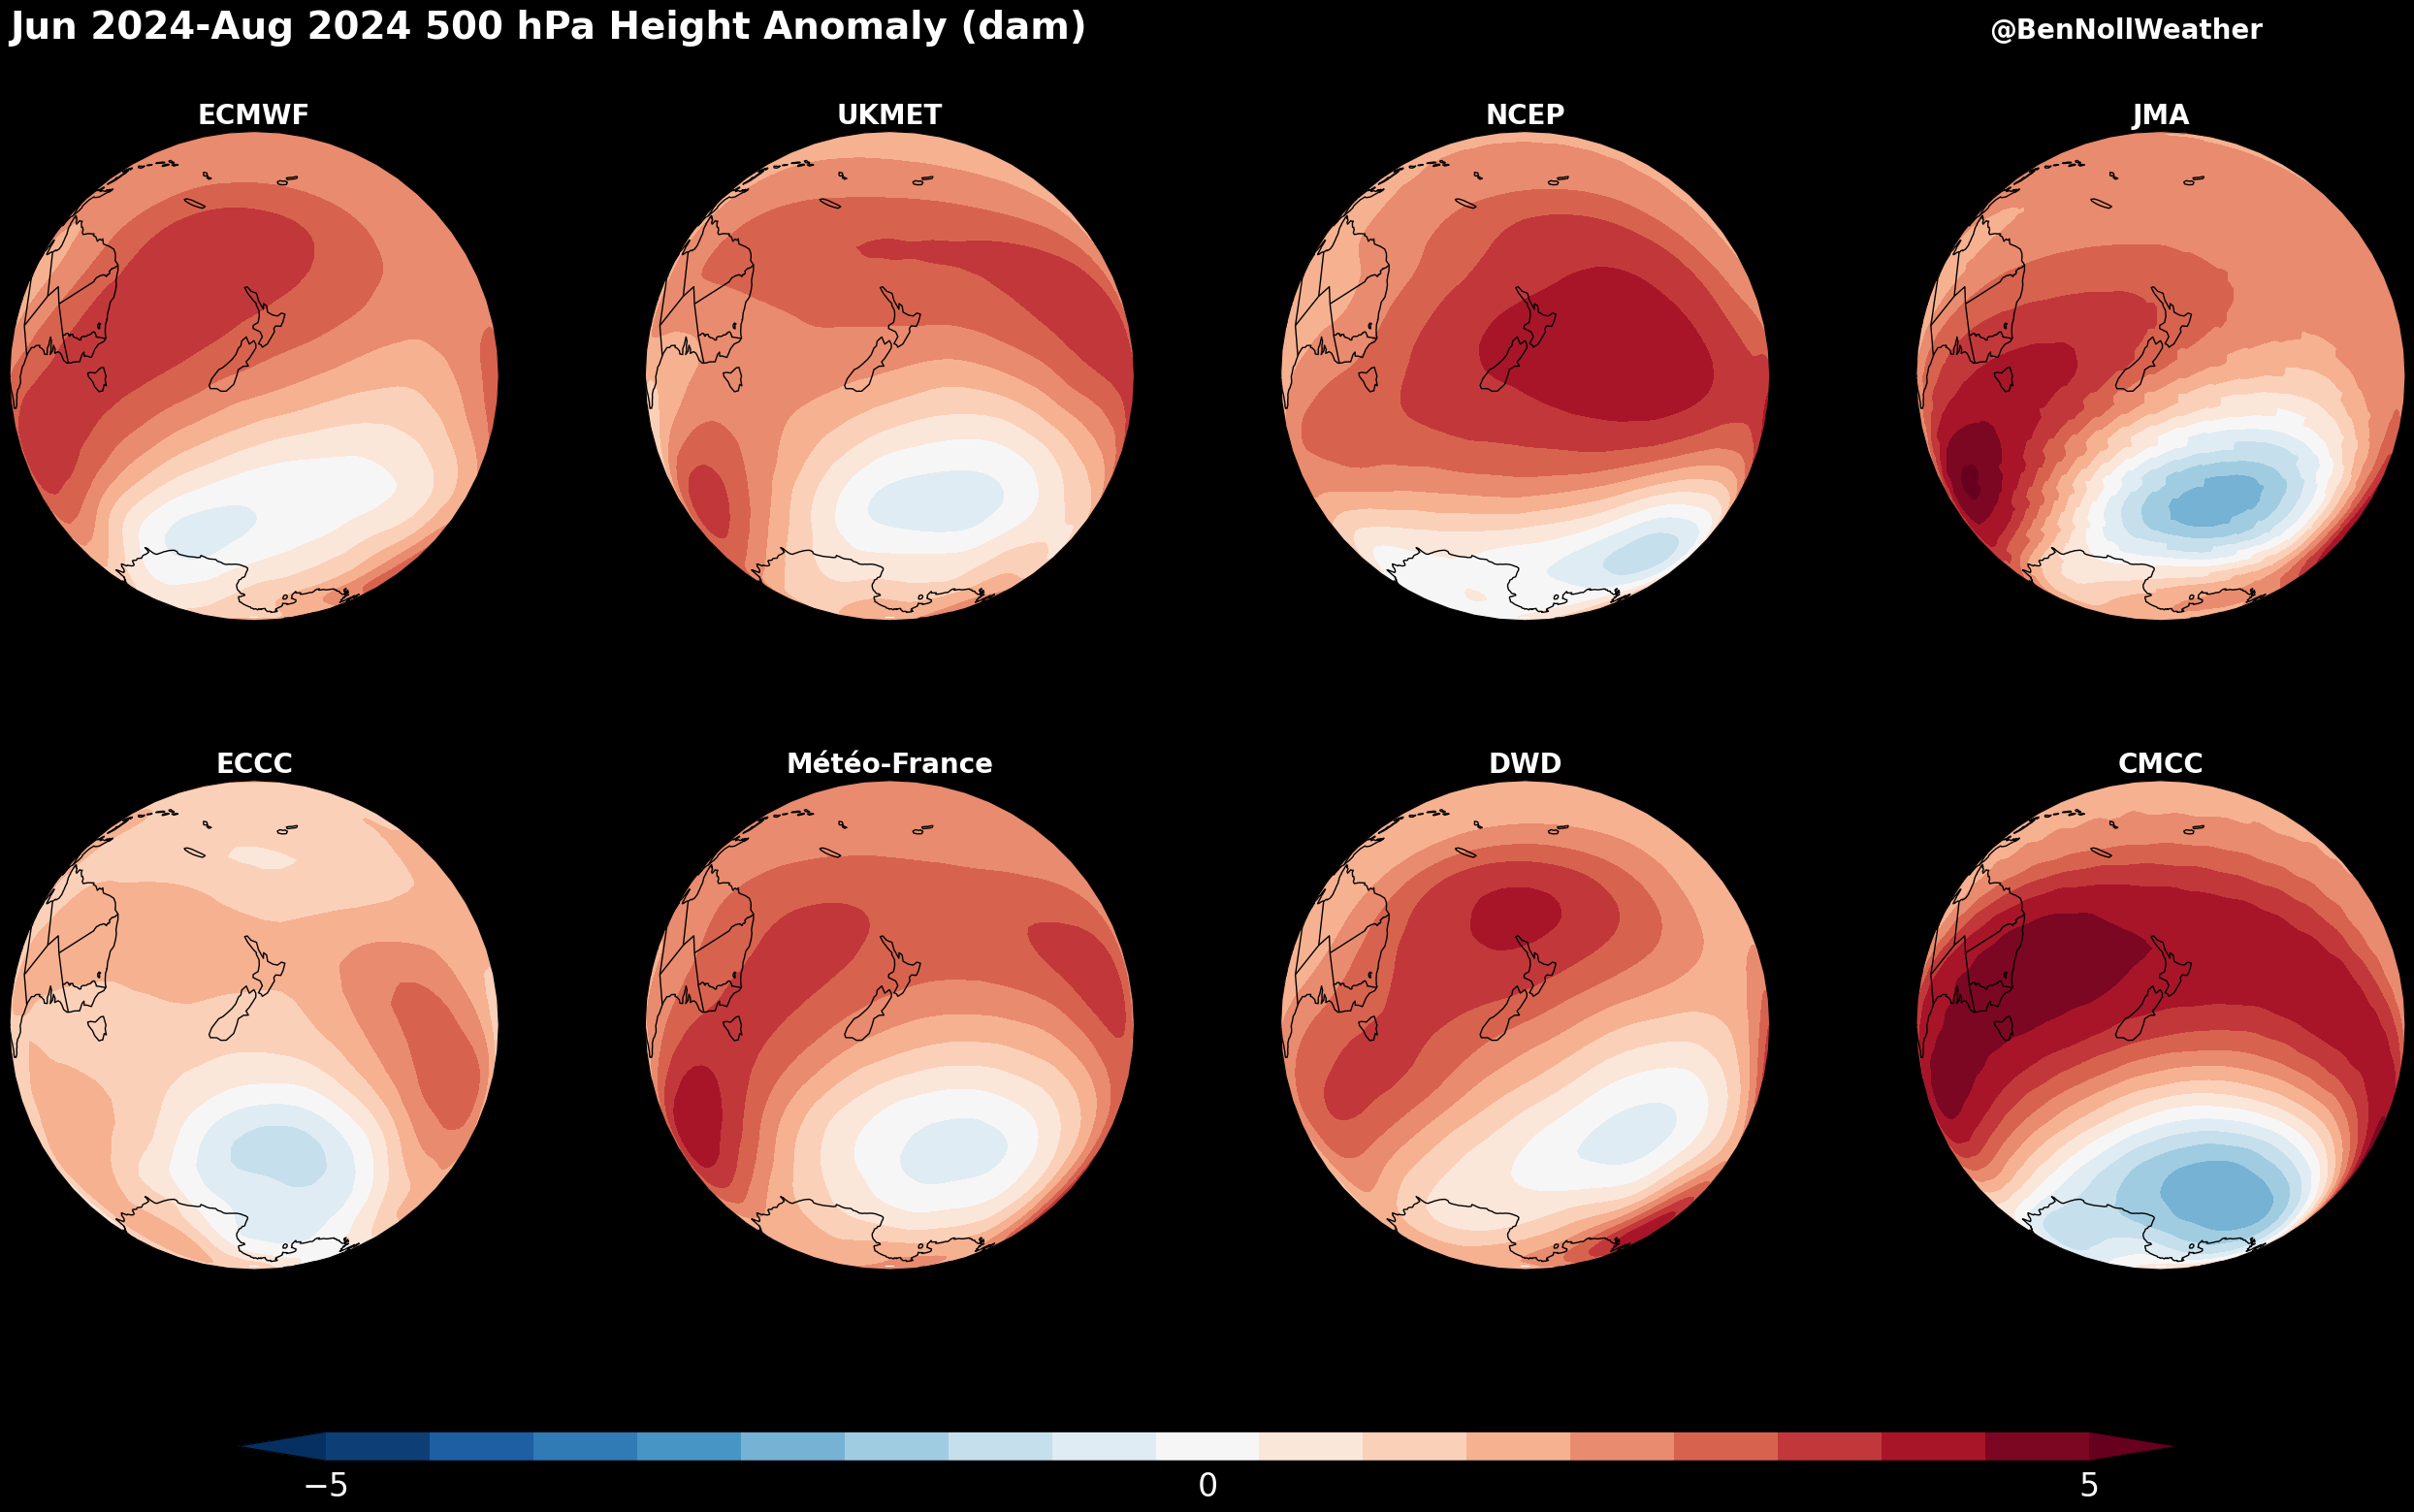 Jun 2024-Aug 2024 500 hPa Height Anomaly (dam)
@BenNollWeather
ECMWF
UKMET
NCEP
JMA
ECCC
Météo-France
DWD
CMCC
−5
0
5